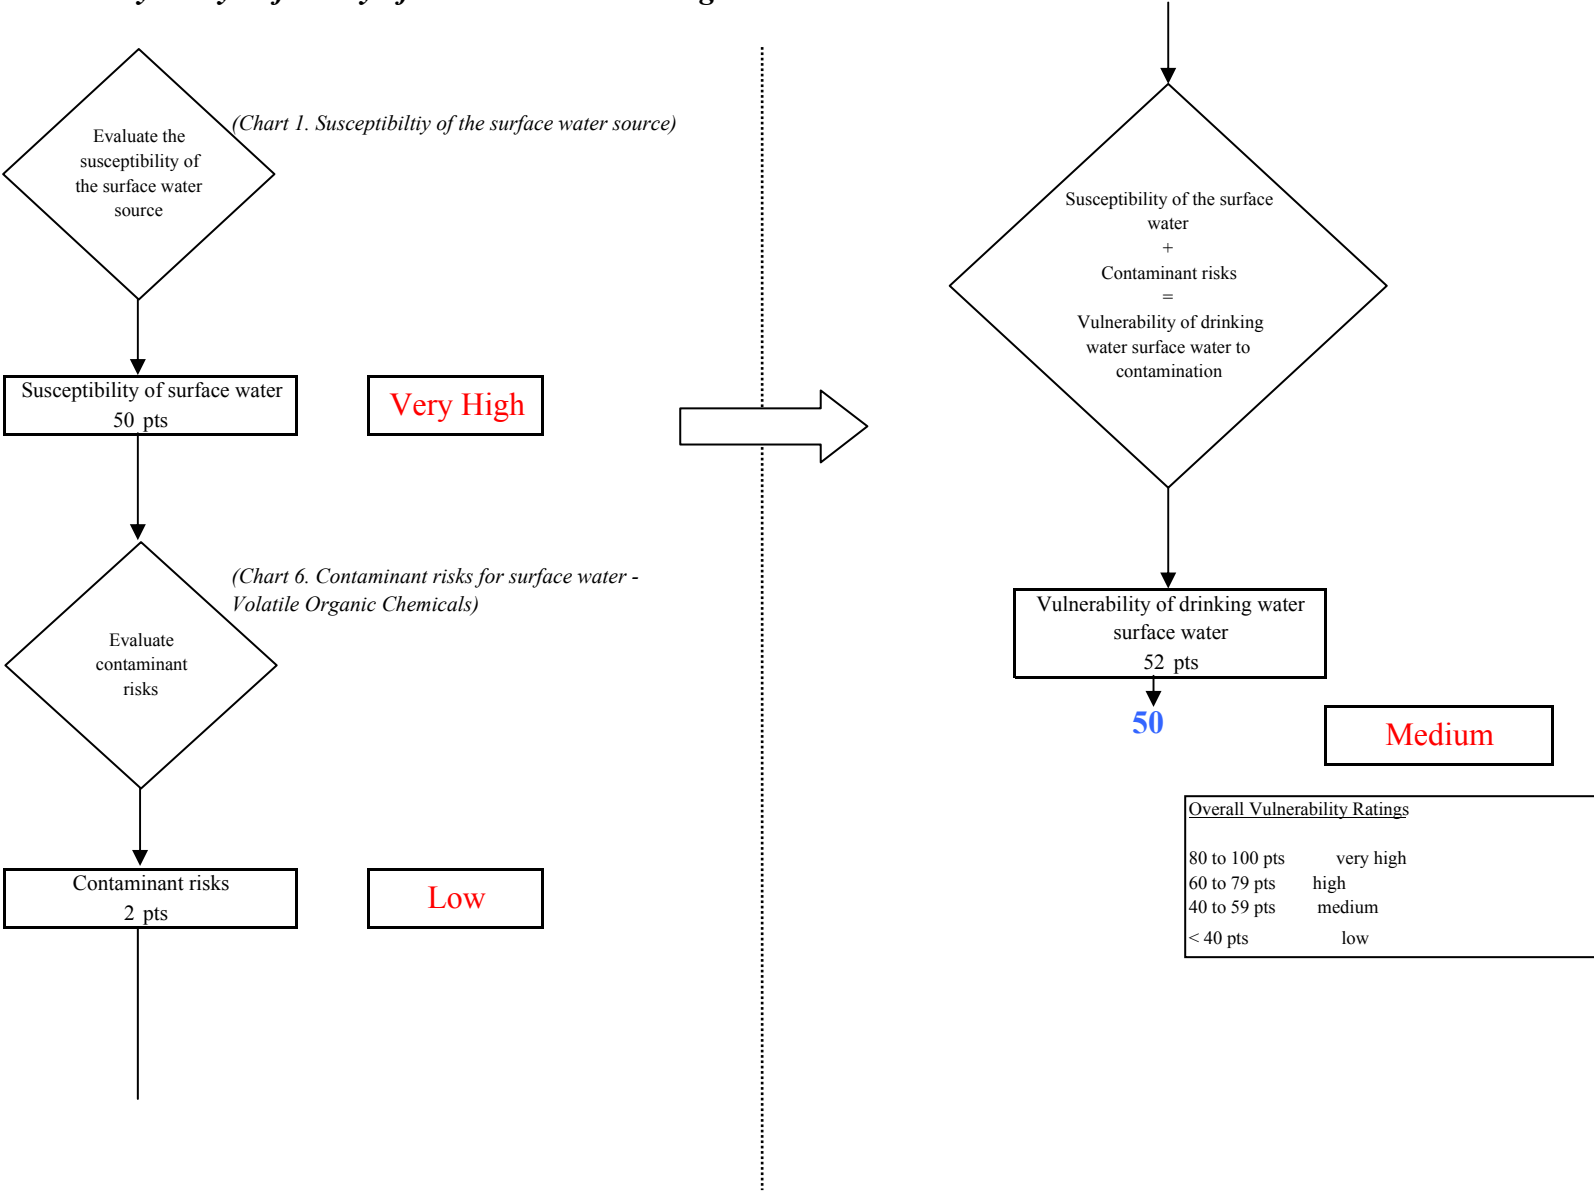 (Chart 1. Susceptibiltiy of the surface water source)
Evaluate the
susceptibility of
the surface water
source
Susceptibility of surface water
50 pts
Very High
(Chart 6. Contaminant risks for surface water -
Volatile Organic Chemicals)
Evaluate
contaminant
risks
Contaminant risks
2 pts
Low
Susceptibility of the surface
water
+
Contaminant risks
=
Vulnerability of drinking
water surface water to
contamination
Vulnerability of drinking water
surface water
52 pts
50
Medium
Overall Vulnerability Ratings
80 to 100 pts very high
60 to 79 pts high
40 to 59 pts medium
< 40 pts low